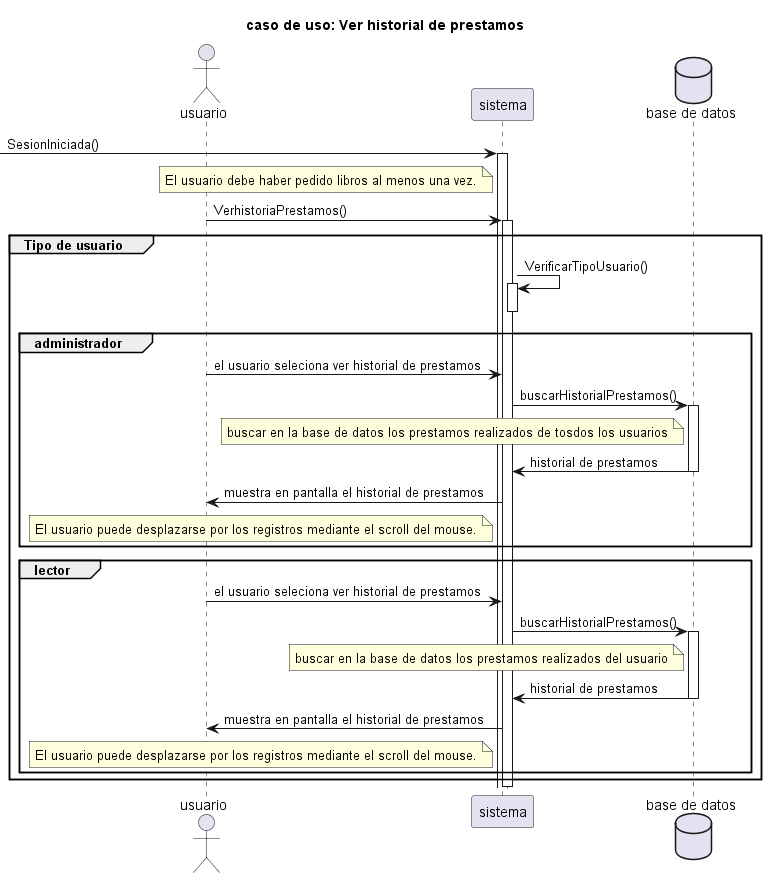 caso de uso: Ver historial de prestamos
usuario
sistema
base de datos
SesionIniciada()
El usuario debe haber pedido libros al menos una vez.
VerhistoriaPrestamos()
Tipo de usuario
VerificarTipoUsuario()
administrador
el usuario seleciona ver historial de prestamos
buscarHistorialPrestamos()
buscar en la base de datos los prestamos realizados de tosdos los usuarios
historial de prestamos
muestra en pantalla el historial de prestamos
El usuario puede desplazarse por los registros mediante el scroll del mouse.
lector
el usuario seleciona ver historial de prestamos
buscarHistorialPrestamos()
buscar en la base de datos los prestamos realizados del usuario
historial de prestamos
muestra en pantalla el historial de prestamos
El usuario puede desplazarse por los registros mediante el scroll del mouse.
usuario
sistema
base de datos